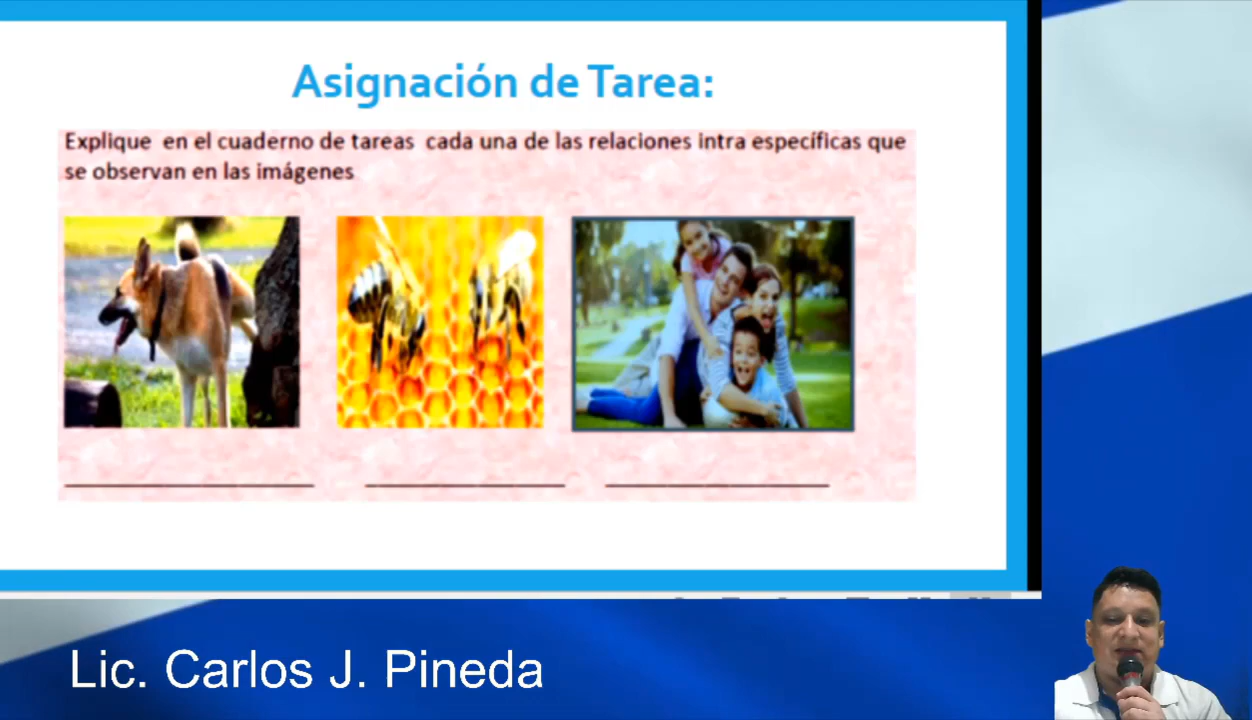 Asignación de Tarea:
Explique en el cuaderno de tareas cada una de las relaciones intra específicas que
se observan en las imágenes
Lic. Carlos J. Pineda